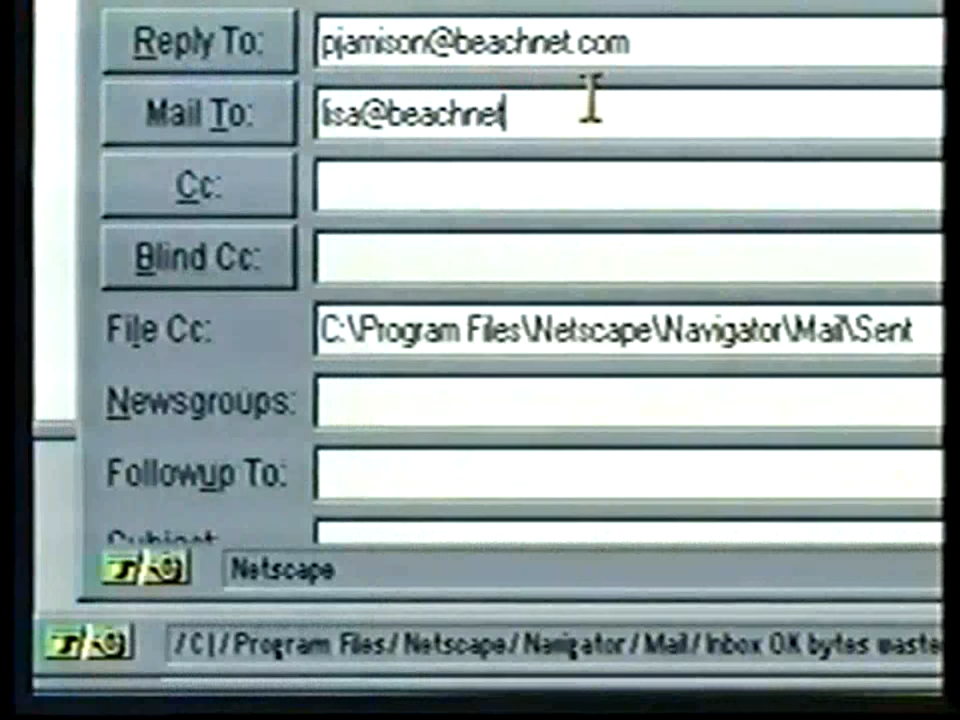 Reply To: pjamison@beachnet.com
Mail To: lisa@beachnet
Cc:
Blind Cc:
File Cc: C:\Program Files\Netscape\Navigator\Mail\Sent
Newsgroups:
Followup To:
Subject:
Netscape
/C|/Program Files/Netscape/Navigator/Mail/Inbox 0K bytes waste